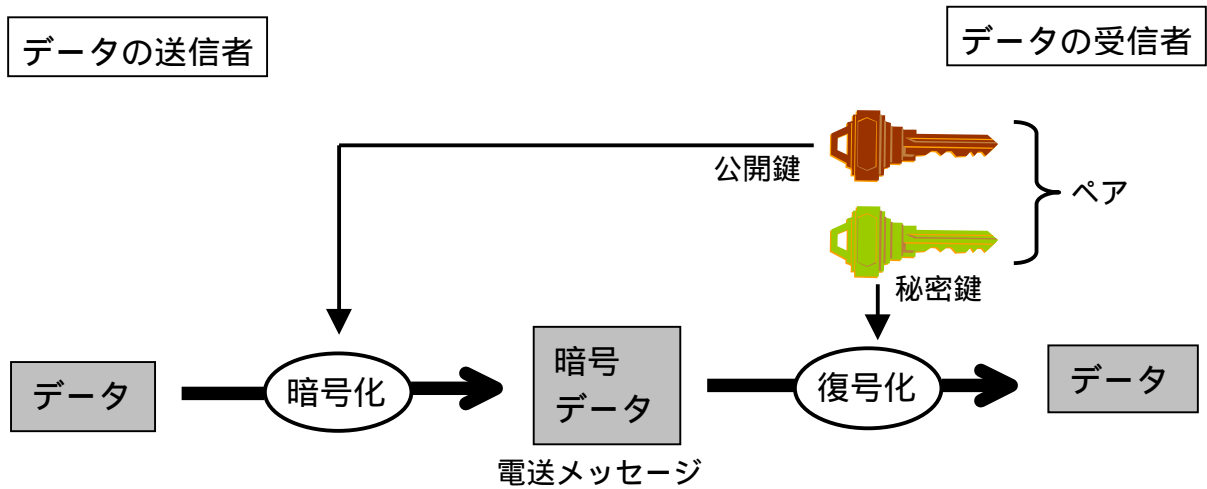 データの送信者
データの受信者
公開鍵
ペア
秘密鍵
データ
暗号化
暗号
データ
復号化
データ
電送メッセージ